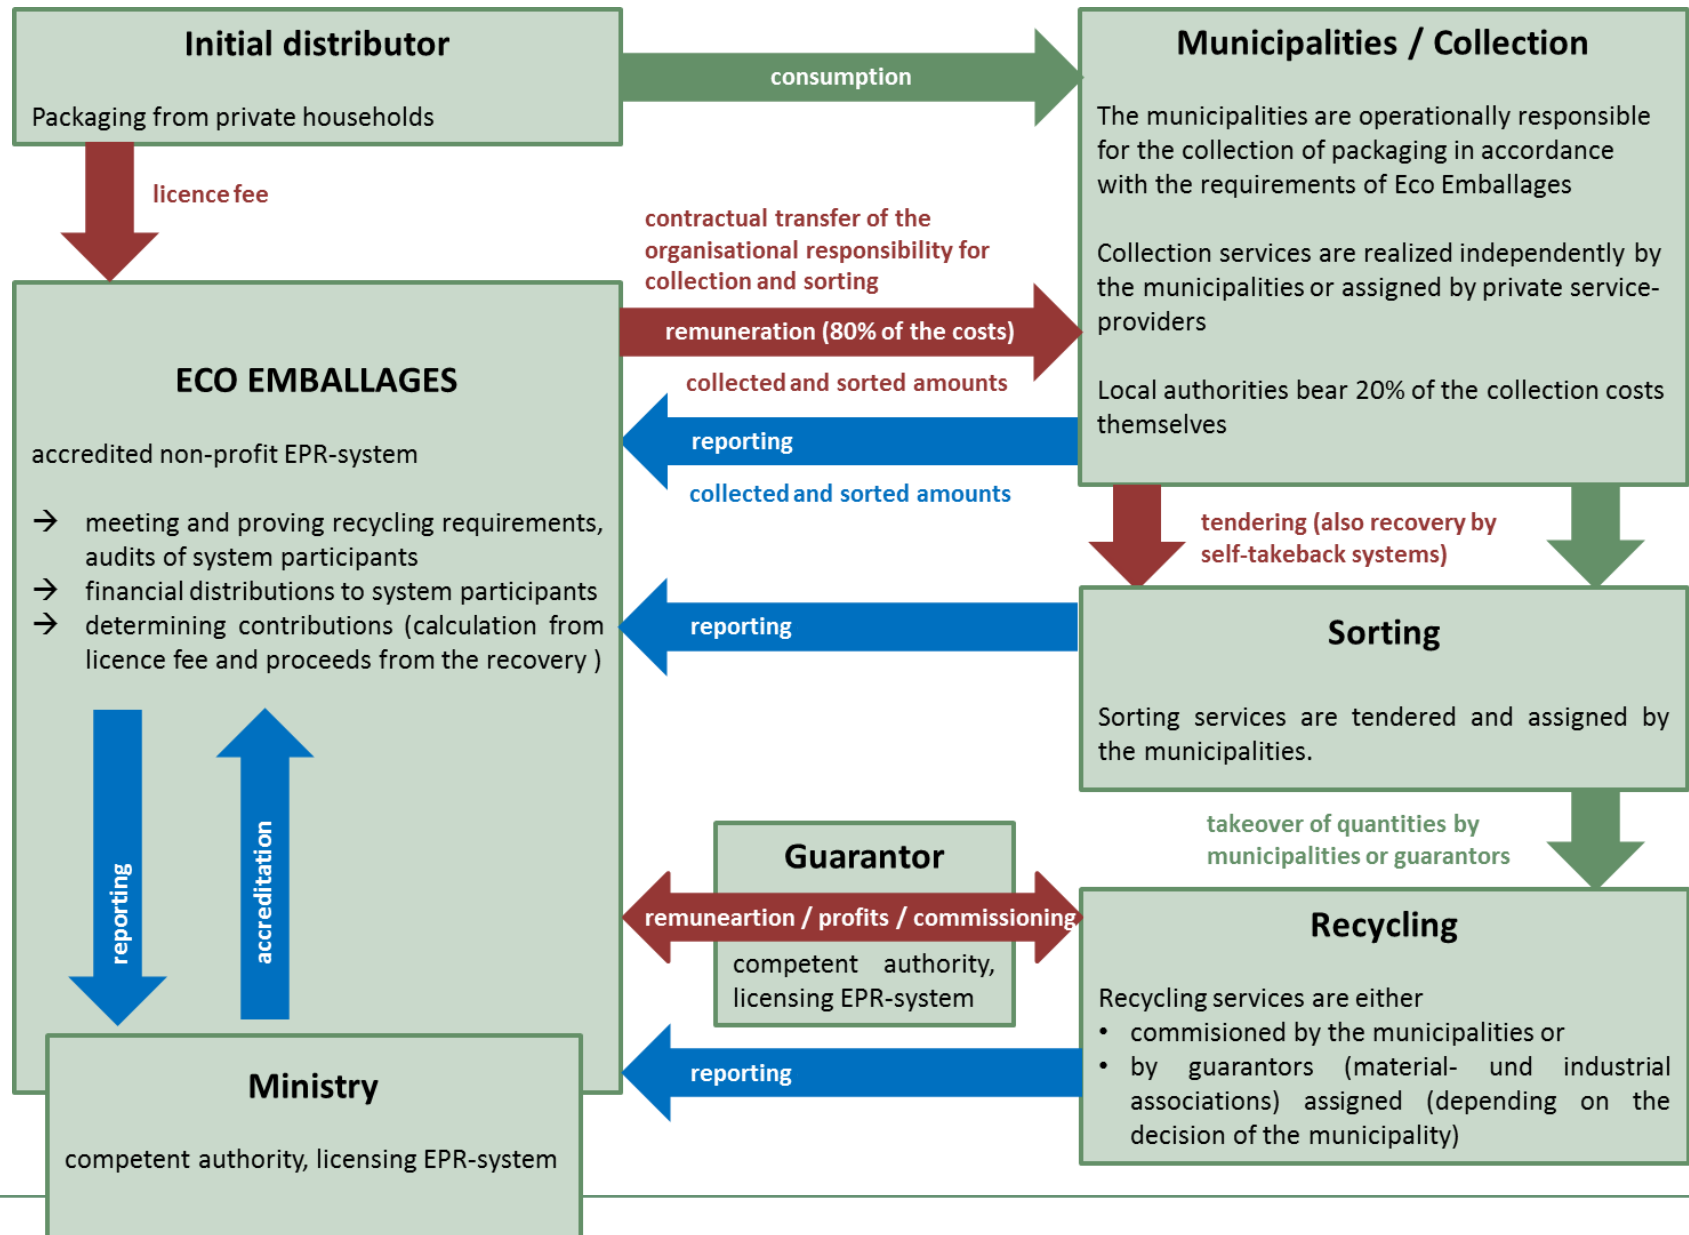 Initial distributor
Packaging from private households
consumption
Municipalities / Collection
The municipalities are operationally responsible
for the collection of packaging in accordance
with the requirements of Eco Emballages
Collection services are realized independently by
the municipalities or assigned by private service-
providers
Local authorities bear 20% of the collection costs
themselves
licence fee
contractual transfer of the
organisational responsibility for
collection and sorting
remuneration (80% of the costs)
collected and sorted amounts
reporting
collected and sorted amounts
ECO EMBALLAGES
accredited non-profit EPR-system
→ meeting and proving recycling requirements,
audits of system participants
→ financial distributions to system participants
→ determining contributions (calculation from
licence fee and proceeds from the recovery )
tendering (also recovery by
self-takeback systems)
reporting
Sorting
Sorting services are tendered and assigned by
the municipalities.
takeover of quantities by
municipalities or guarantors
reporting
accreditation
Guarantor
remuneartion / profits / commissioning
competent authority,
licensing EPR-system
Recycling
Recycling services are either
• commisioned by the municipalities or
• by guarantors (material- und industrial
associations) assigned (depending on the
decision of the municipality)
reporting
Ministry
competent authority, licensing EPR-system